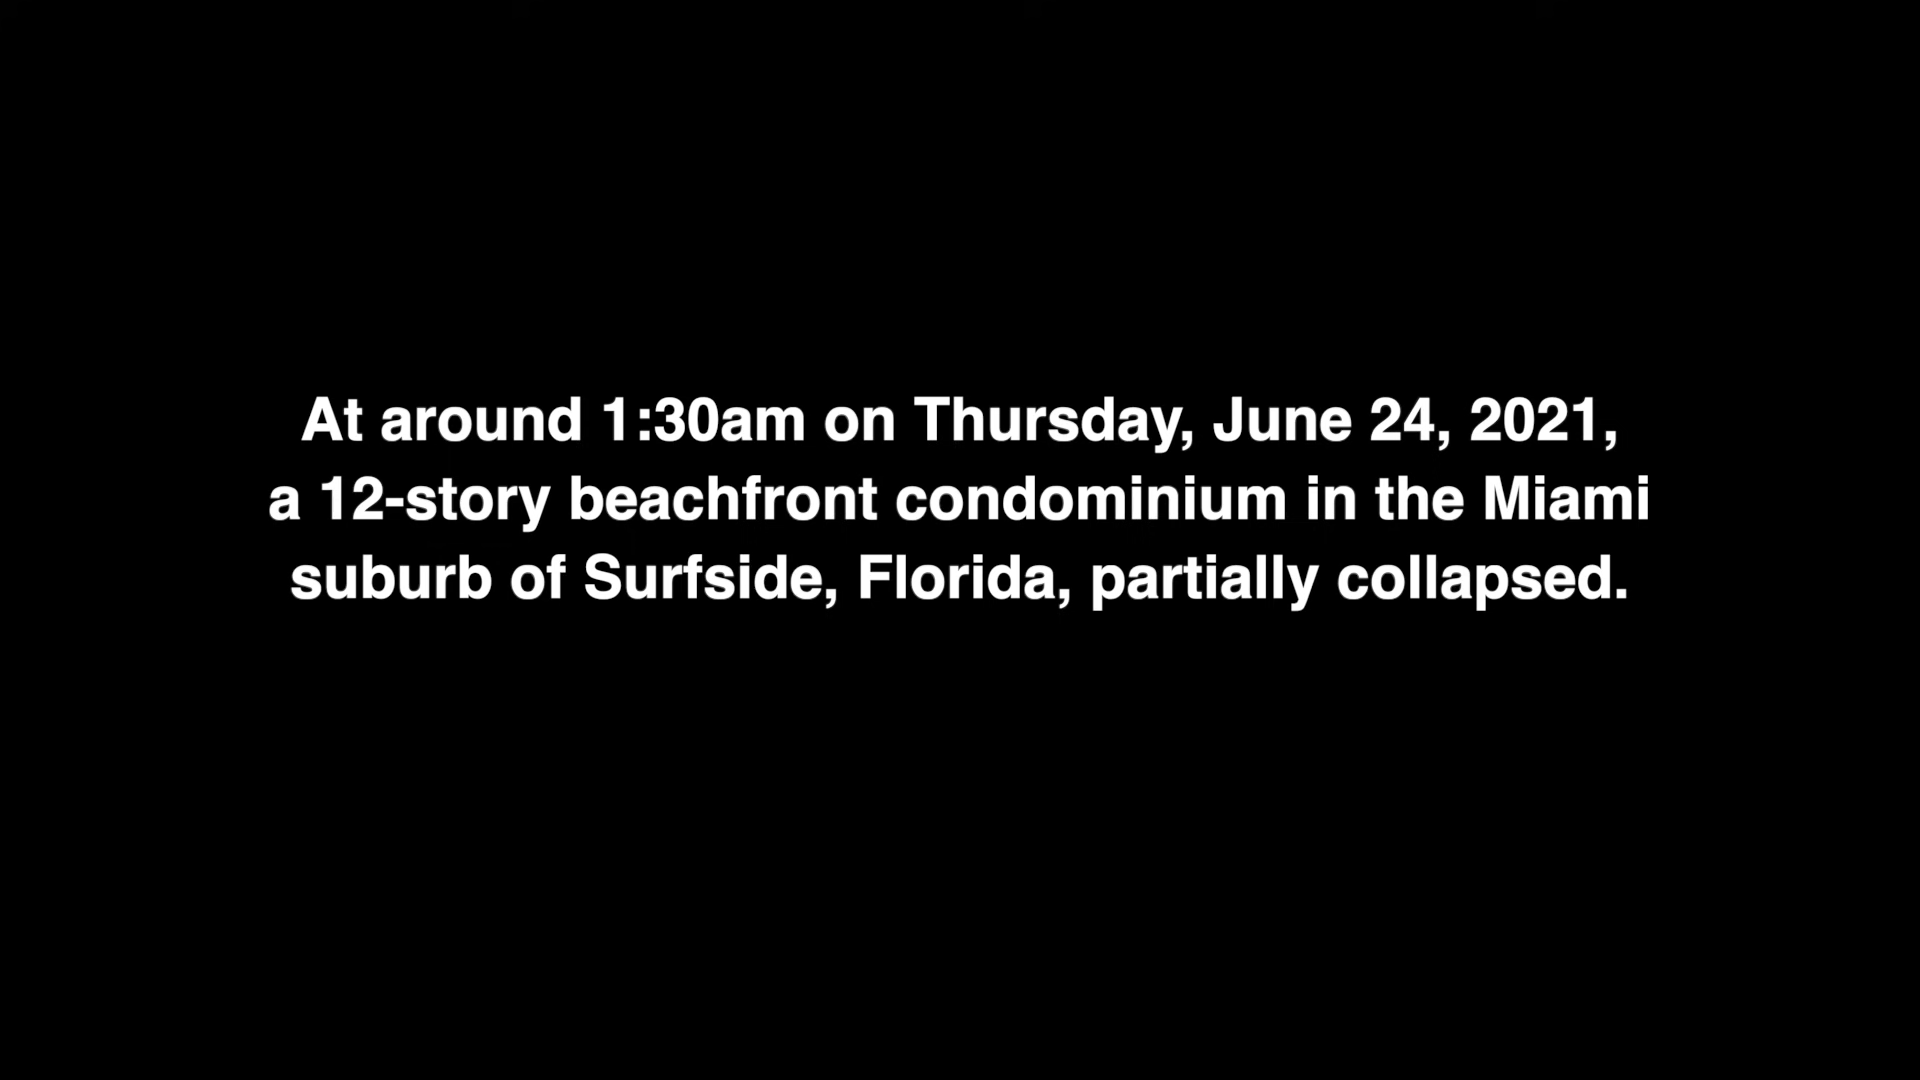 At around 1:30am on Thursday, June 24, 2021,
a 12-story beachfront condominium in the Miami
suburb of Surfside, Florida, partially collapsed.